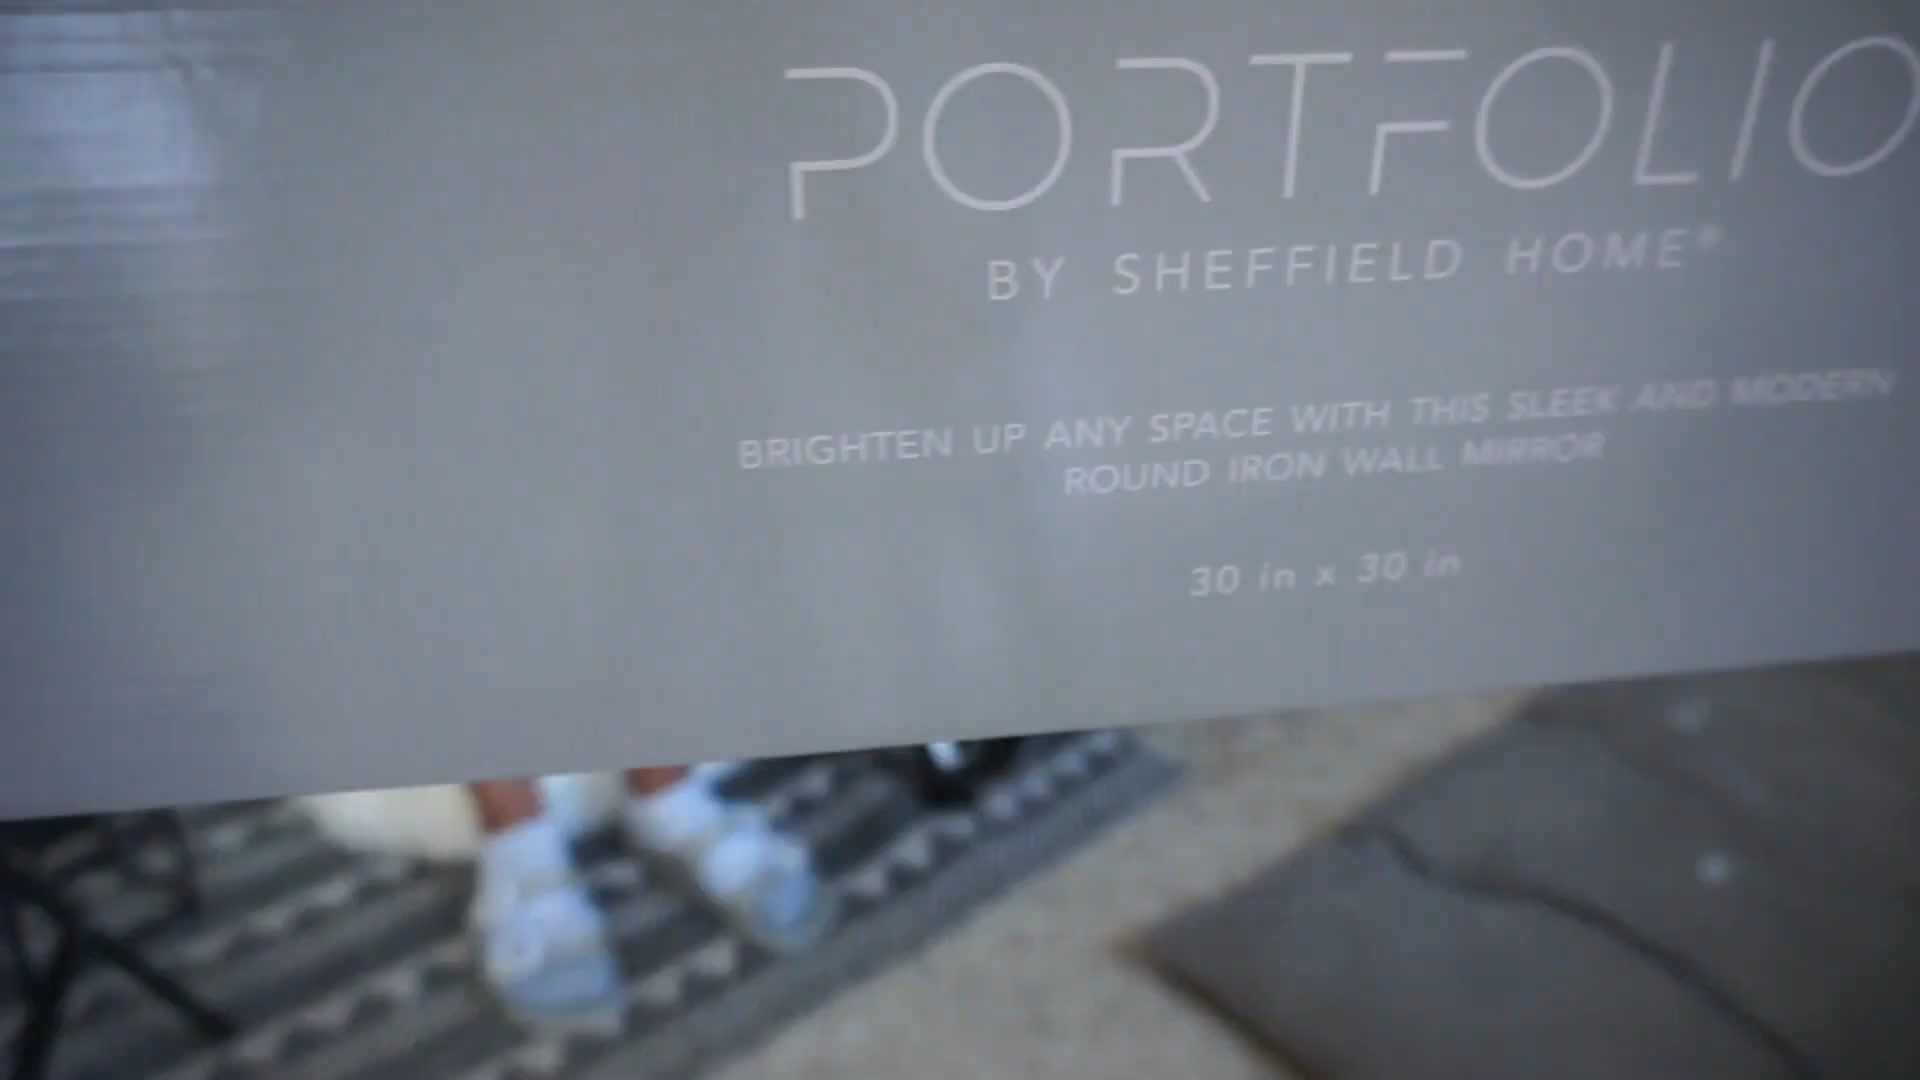 PORTFOLIO
BY SHEFFIELD HOME®
BRIGHTEN UP ANY SPACE WITH THIS SLEEK AND MODERN
ROUND IRON WALL MIRROR
30 in x 30 in